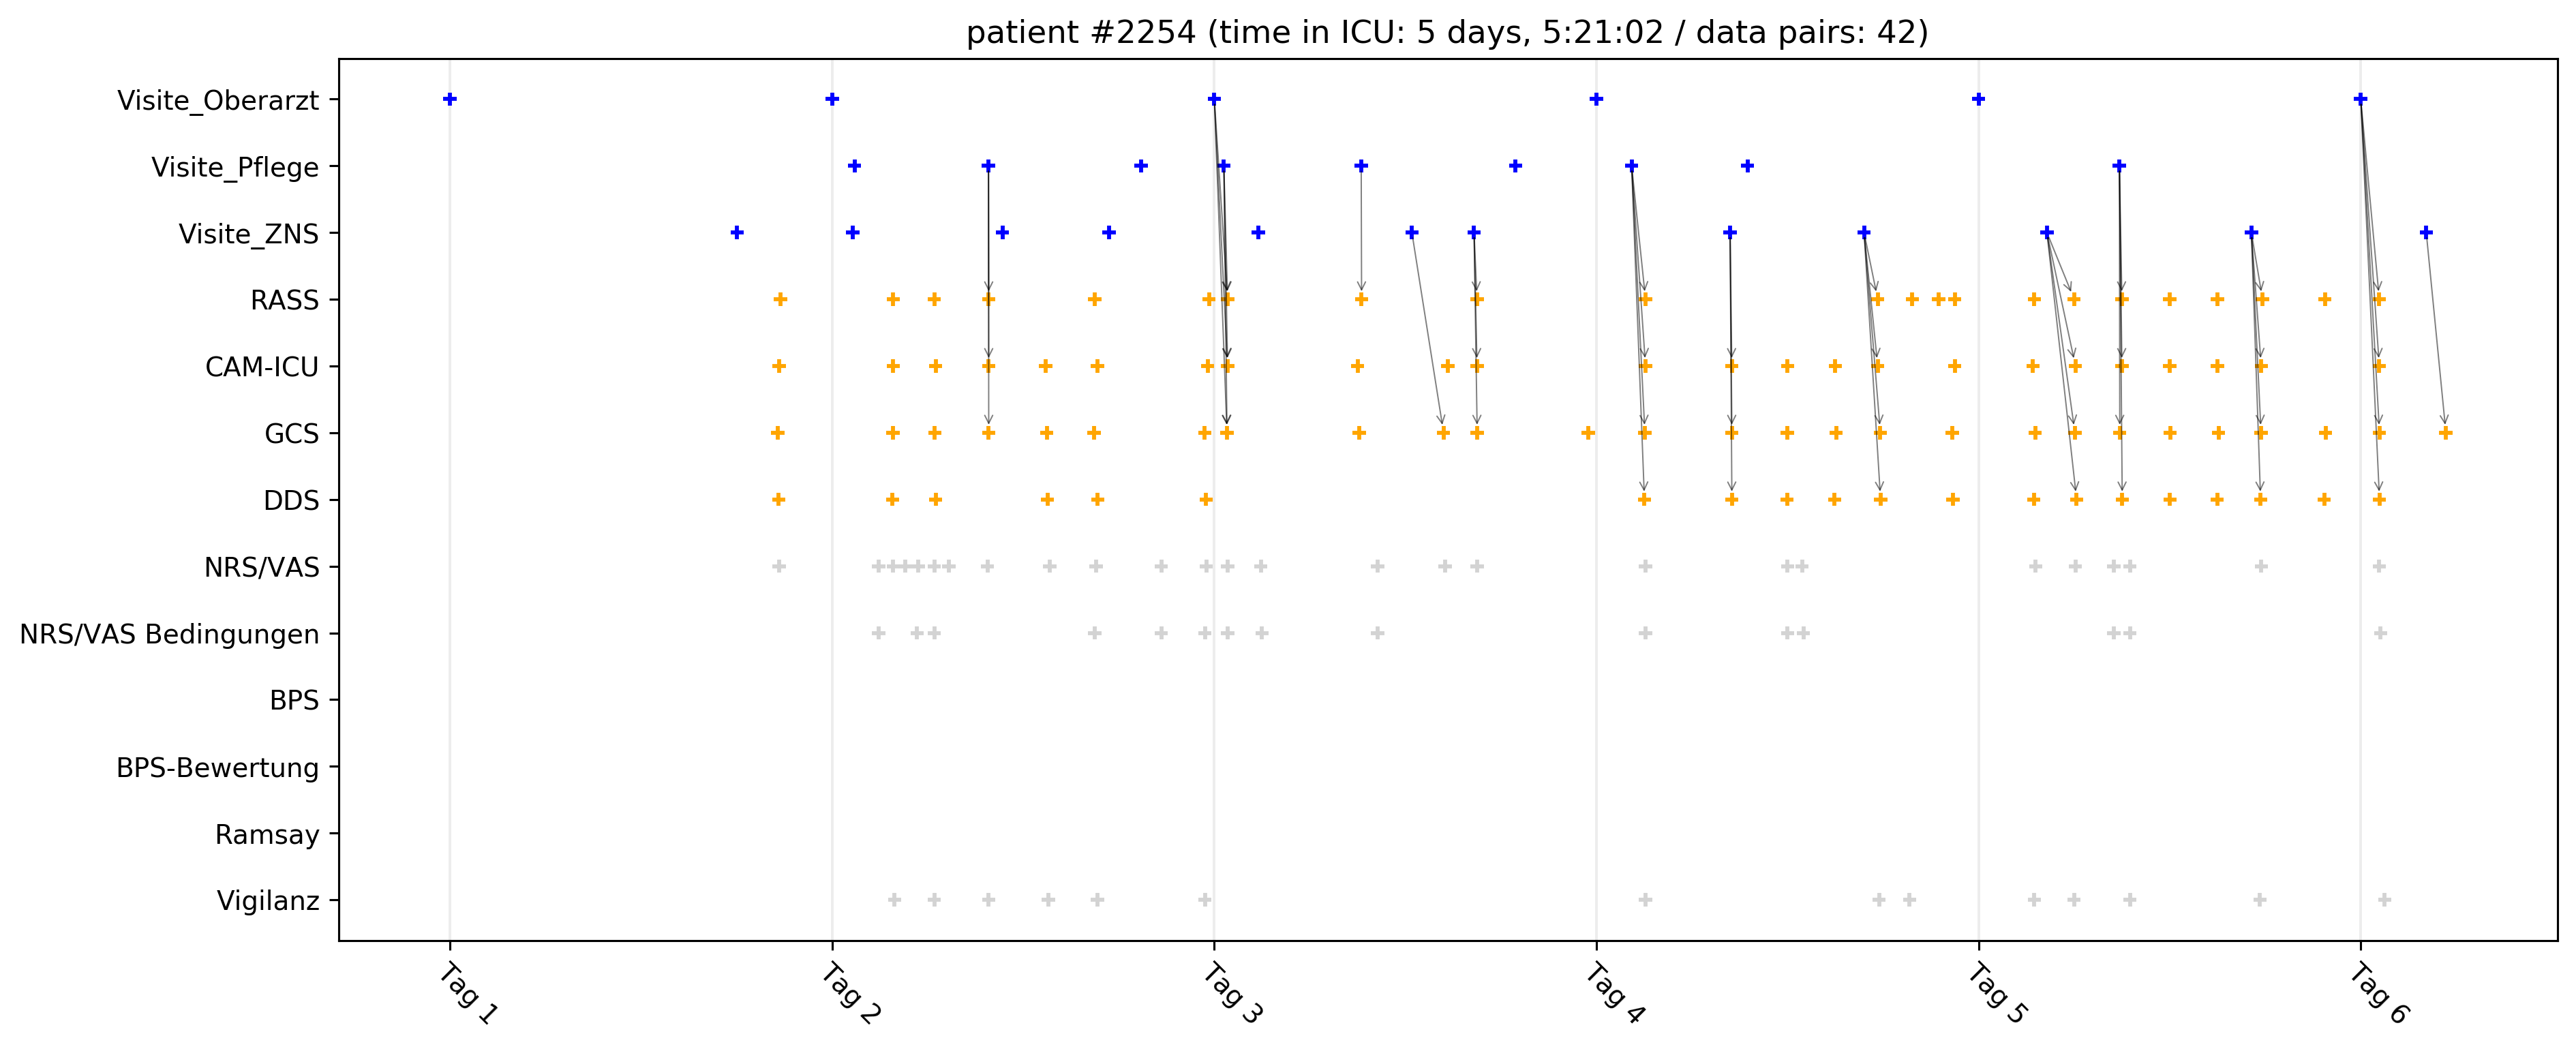 patient #2254 (time in ICU: 5 days, 5:21:02 / data pairs: 42)
Visite_Oberarzt
Visite_Pflege
Visite_ZNS
RASS
CAM-ICU
GCS
DDS
NRS/VAS
NRS/VAS Bedingungen
BPS
BPS-Bewertung
Ramsay
Vigilanz
Tag 1
Tag 2
Tag 3
Tag 4
Tag 5
Tag 6